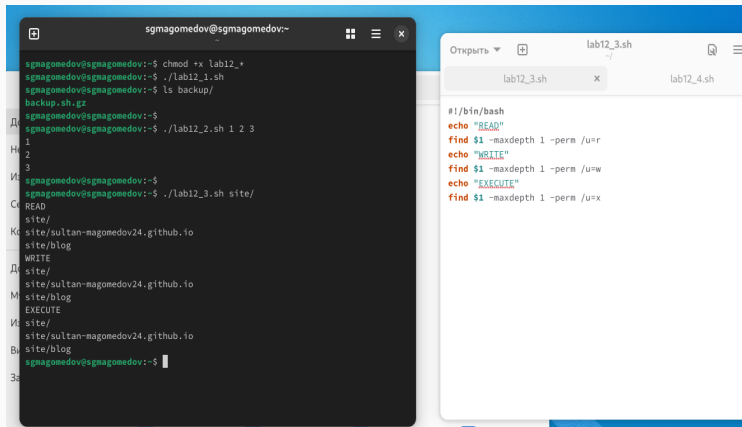 sgmagomedov@sgmagomedov:~
~
sgmagomedov@sgmagomedov:~$ chmod +x lab12_*
sgmagomedov@sgmagomedov:~$ ./lab12_1.sh
sgmagomedov@sgmagomedov:~$ ls backup/
backup.sh.gz
sgmagomedov@sgmagomedov:~$
sgmagomedov@sgmagomedov:~$ ./lab12_2.sh 1 2 3
1
2
3
sgmagomedov@sgmagomedov:~$
sgmagomedov@sgmagomedov:~$ ./lab12_3.sh site/
READ
site/
site/sultan-magomedov24.github.io
site/blog
WRITE
site/
site/sultan-magomedov24.github.io
site/blog
EXECUTE
site/
site/sultan-magomedov24.github.io
site/blog
sgmagomedov@sgmagomedov:~$
Открыть
lab12_3.sh
~/
lab12_3.sh
lab12_4.sh
#!/bin/bash
echo "READ"
find $1 -maxdepth 1 -perm /u=r
echo "WRITE"
find $1 -maxdepth 1 -perm /u=w
echo "EXECUTE"
find $1 -maxdepth 1 -perm /u=x